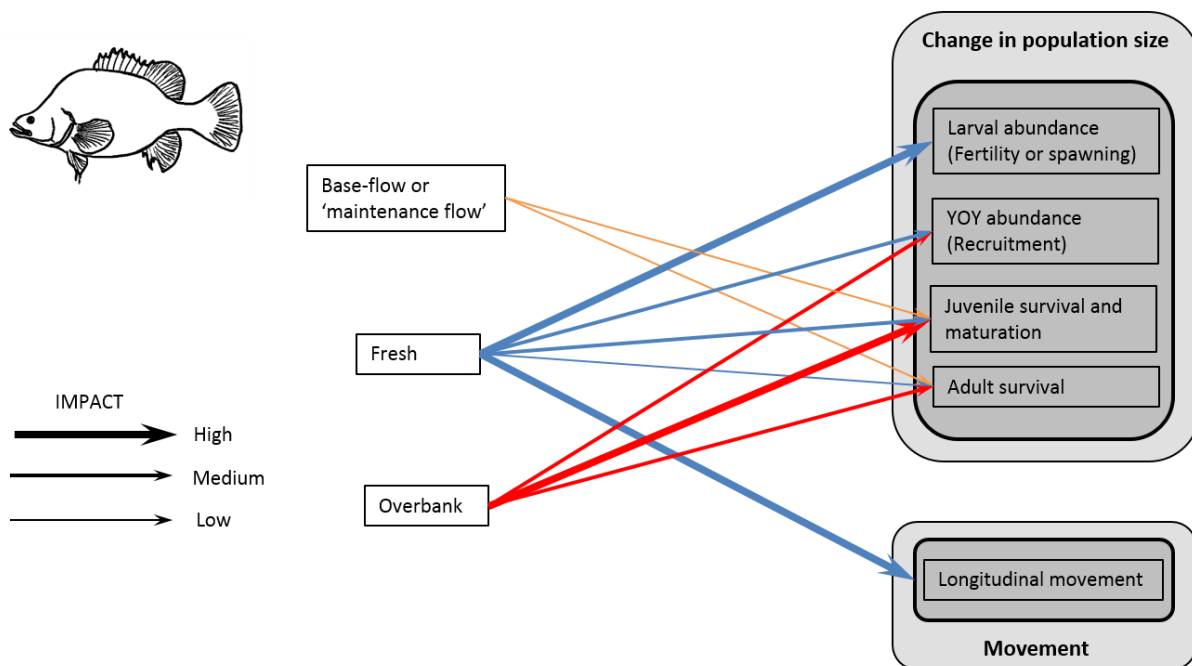 Change in population size
Larval abundance
(Fertility or spawning)
YOY abundance
(Recruitment)
Juvenile survival and
maturation
Adult survival
Base-flow or
‘maintenance flow’
Fresh
Overbank
IMPACT
High
Medium
Low
Longitudinal movement
Movement